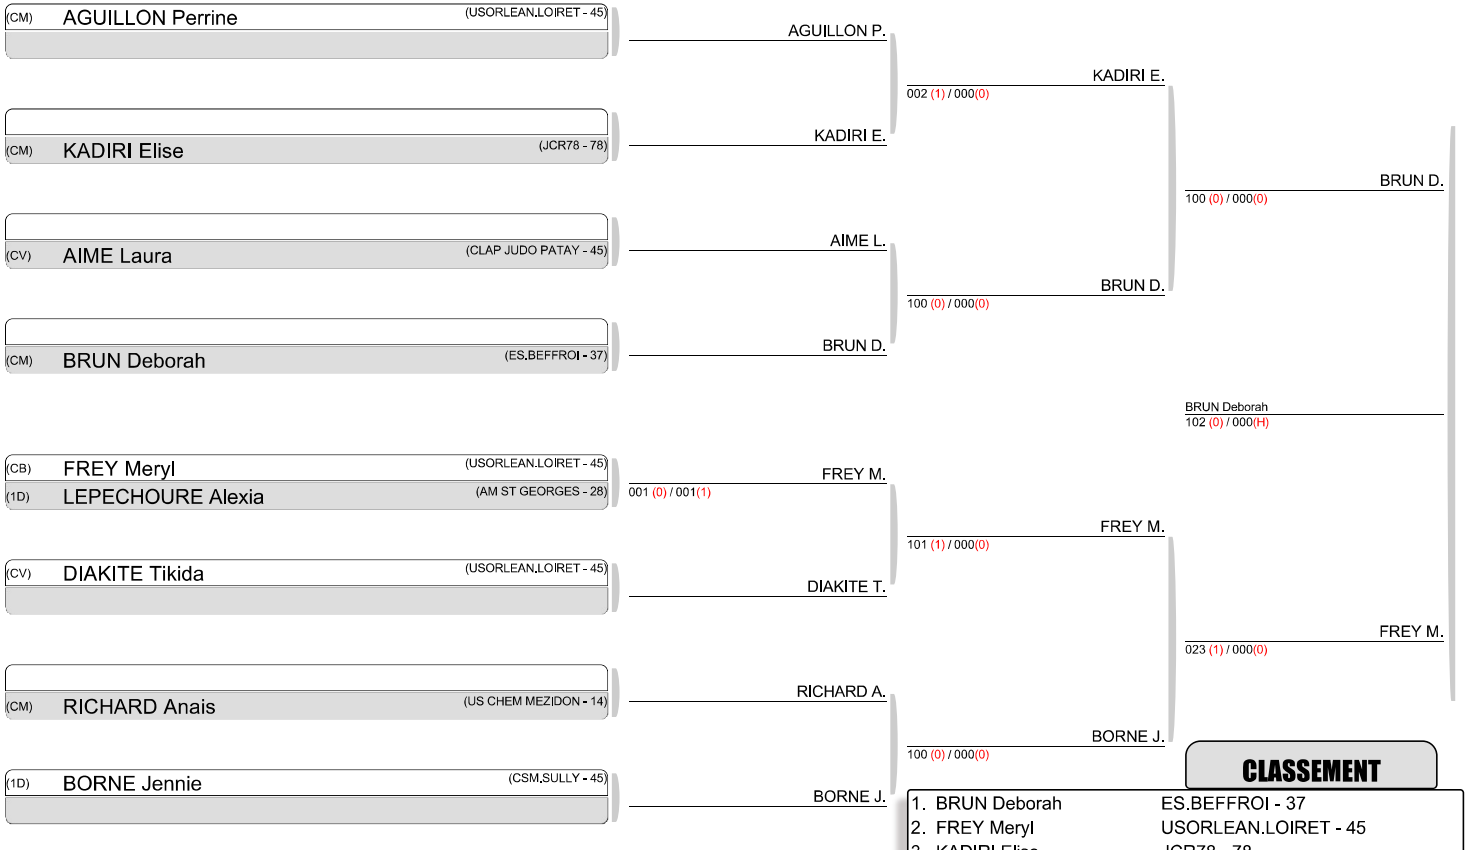 (CM) AGUILLON Perrine (USORLEAN.LOIRET - 45)
AGUILLON P.
KADIRI E.
002 (1) / 000(0)
(CM) KADIRI Elise (JCR78 - 78)
KADIRI E.
BRUN D.
100 (0) / 000(0)
(CV) AIME Laura (CLAP JUDO PATAY - 45)
AIME L.
BRUN D.
100 (0) / 000(0)
(CM) BRUN Deborah (ES.BEFFROI - 37)
BRUN D.
BRUN Deborah
102 (0) / 000(H)
(CB) FREY Meryl (USORLEAN.LOIRET - 45)
(1D) LEPECHOURE Alexia (AM ST GEORGES - 28)
FREY M.
001 (0) / 001(1)
FREY M.
101 (1) / 000(0)
(CV) DIAKITE Tikida (USORLEAN.LOIRET - 45)
DIAKITE T.
FREY M.
023 (1) / 000(0)
(CM) RICHARD Anais (US CHEM MEZIDON - 14)
RICHARD A.
BORNE J.
100 (0) / 000(0)
(1D) BORNE Jennie (CSM.SULLY - 45)
BORNE J.
CLASSEMENT
1. BRUN Deborah ES.BEFFROI - 37
2. FREY Meryl USORLEAN.LOIRET - 45
3. KADIRI Elise JCR78 - 78